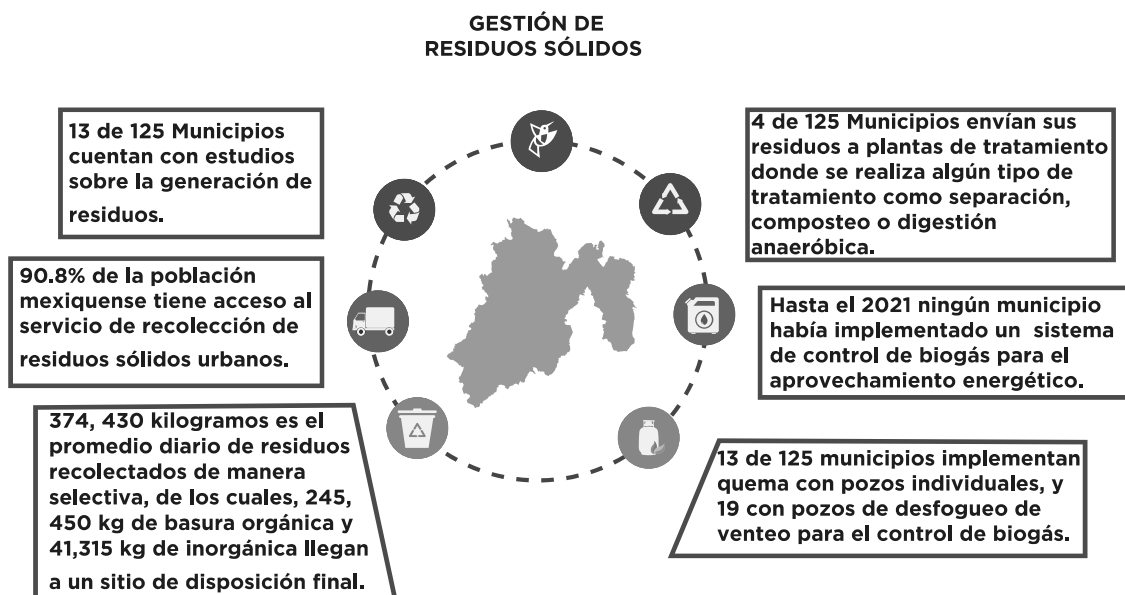 GESTIÓN DE
RESIDUOS SÓLIDOS
13 de 125 Municipios
cuentan con estudios
sobre la generación de
residuos.
90.8% de la población
mexiquense tiene acceso al
servicio de recolección de
residuos sólidos urbanos.
374, 430 kilogramos es el
promedio diario de residuos
recolectados de manera
selectiva, de los cuales, 245,
450 kg de basura orgánica y
41,315 kg de inorgánica llegan
a un sitio de disposición final.
4 de 125 Municipios envían sus
residuos a plantas de tratamiento
donde se realiza algún tipo de
tratamiento como separación,
composteo o digestión
anaeróbica.
Hasta el 2021 ningún municipio
había implementado un sistema
de control de biogás para el
aprovechamiento energético.
13 de 125 municipios implementan
quema con pozos individuales, y
19 con pozos de desfogueo de
venteo para el control de biogás.